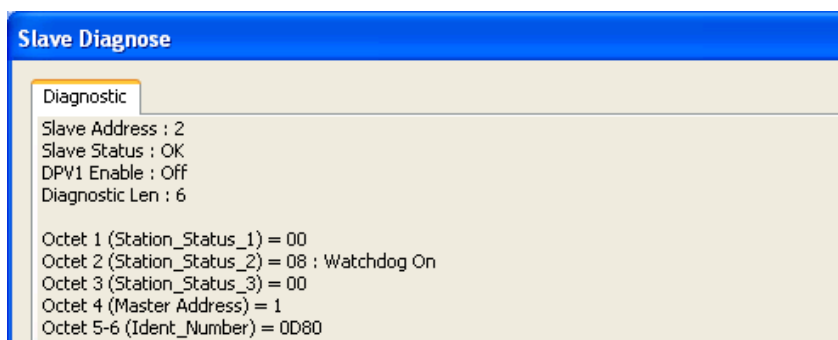 Slave Diagnose
Diagnostic
Slave Address : 2
Slave Status : OK
DPV1 Enable : Off
Diagnostic Len : 6
Octet 1 (Station_Status_1) = 00
Octet 2 (Station_Status_2) = 08 : Watchdog On
Octet 3 (Station_Status_3) = 00
Octet 4 (Master Address) = 1
Octet 5-6 (Ident_Number) = 0D80